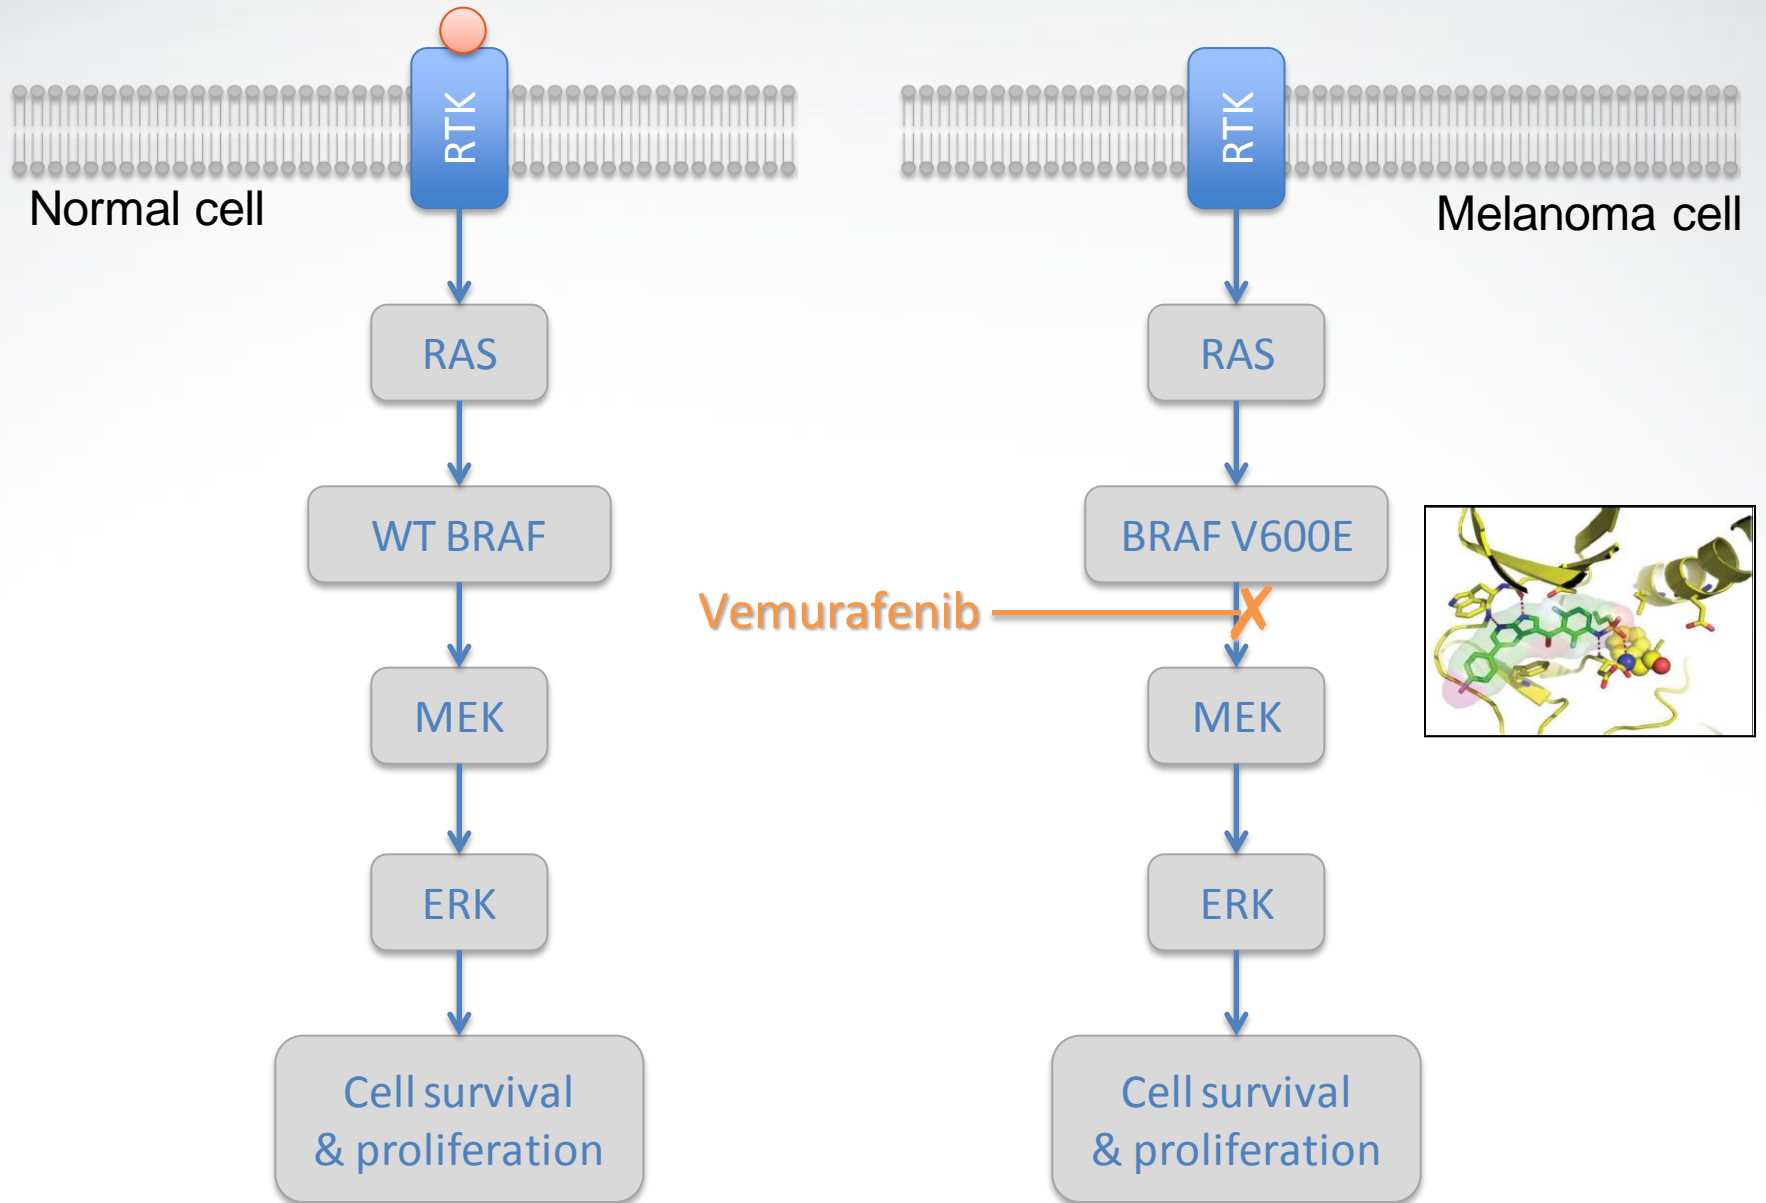 RTK
RTK
Normal cell
Melanoma cell
RAS
RAS
WT BRAF
BRAF V600E
Vemurafenib
MEK
MEK
ERK
ERK
Cell survival
& proliferation
Cell survival
& proliferation